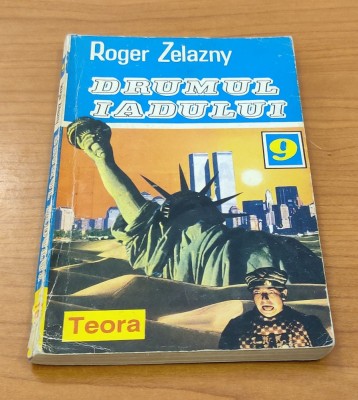 Roger Zelazny
DRUMUL
IADULUI
9
Teora